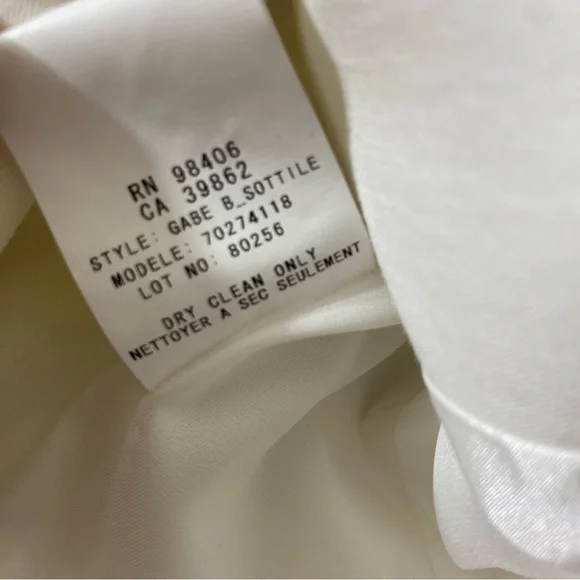 RN 98406
CA 39862
STYLE: GABE B_SOTTILE
MODELE: 70274118
LOT NO: 80256
DRY CLEAN ONLY
NETTOYER A SEC SEULEMENT